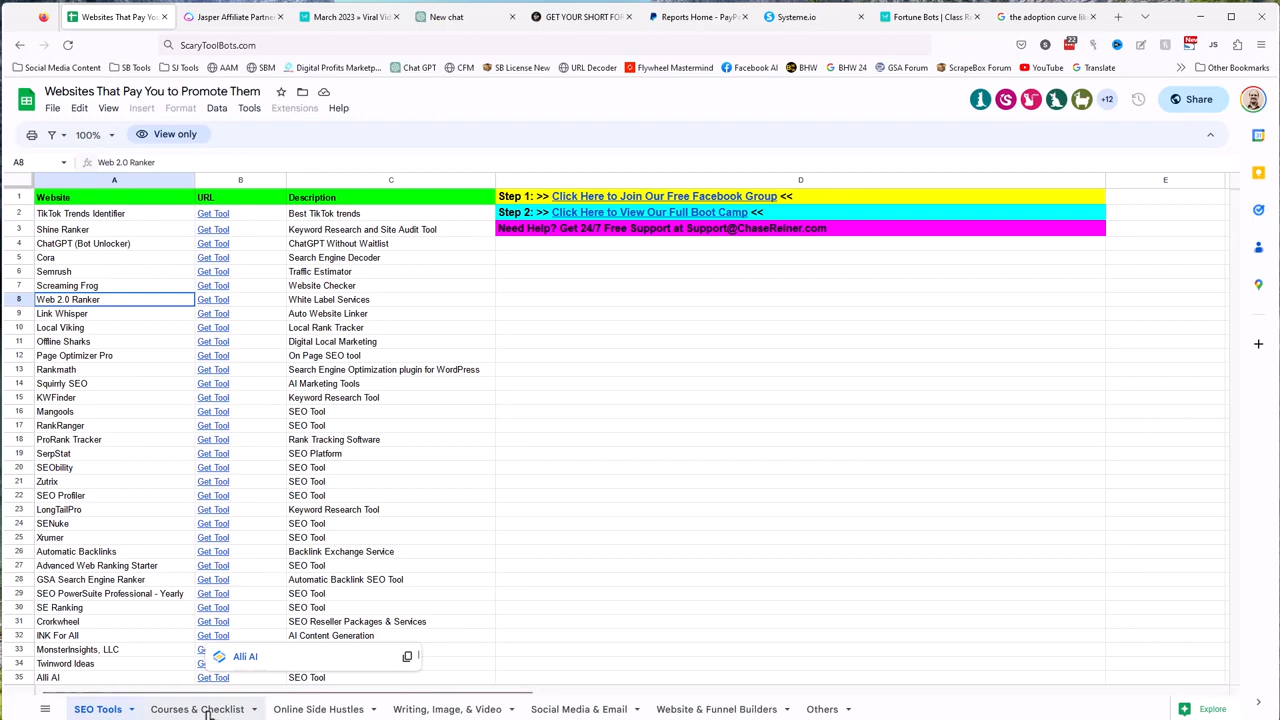 Websites That Pay You to Prom
Jasper Affiliate Partner
March 2023 » Viral Vid
New chat
GET YOUR SHORT FOR
Reports Home - PayPa
Systeme.io
Fortune Bots | Class R
the adoption curve lik
ScaryToolBots.com
22
New
JS
Social Media Content
SB Tools
SJ Tools
AAM
SBM
Digital Profits Marketp...
Chat GPT
CFM
SB License New
URL Decoder
Flywheel Mastermind
Facebook AI
BHW
BHW 24
GSA Forum
ScrapeBox Forum
YouTube
Translate
Other Bookmarks
Websites That Pay You to Promote Them
File Edit View Insert Format Data Tools Extensions Help
+12
Share
100%
View only
A8
Web 2.0 Ranker
A B C D E
1 Website URL Description Step 1: >> Click Here to Join Our Free Facebook Group <<
2 TikTok Trends Identifier Get Tool Best TikTok trends Step 2: >> Click Here to View Our Full Boot Camp <<
3 Shine Ranker Get Tool Keyword Research and Site Audit Tool Need Help? Get 24/7 Free Support at Support@ChaseReiner.com
4 ChatGPT (Bot Unlocker) Get Tool ChatGPT Without Waitlist
5 Cora Get Tool Search Engine Decoder
6 Semrush Get Tool Traffic Estimator
7 Screaming Frog Get Tool Website Checker
8 Web 2.0 Ranker Get Tool White Label Services
9 Link Whisper Get Tool Auto Website Linker
10 Local Viking Get Tool Local Rank Tracker
11 Offline Sharks Get Tool Digital Local Marketing
12 Page Optimizer Pro Get Tool On Page SEO tool
13 Rankmath Get Tool Search Engine Optimization plugin for WordPress
14 Squirrly SEO Get Tool AI Marketing Tools
15 KWFinder Get Tool Keyword Research Tool
16 Mangools Get Tool SEO Tool
17 RankRanger Get Tool SEO Tool
18 ProRank Tracker Get Tool Rank Tracking Software
19 SerpStat Get Tool SEO Platform
20 SEObility Get Tool SEO Tool
21 Zutrix Get Tool SEO Tool
22 SEO Profiler Get Tool SEO Tool
23 LongTailPro Get Tool Keyword Research Tool
24 SENuke Get Tool SEO Tool
25 Xrumer Get Tool SEO Tool
26 Automatic Backlinks Get Tool Backlink Exchange Service
27 Advanced Web Ranking Starter Get Tool SEO Tool
28 GSA Search Engine Ranker Get Tool Automatic Backlink SEO Tool
29 SEO PowerSuite Professional - Yearly Get Tool SEO Tool
30 SE Ranking Get Tool SEO Tool
31 Crorkwheel Get Tool SEO Reseller Packages & Services
32 INK For All Get Tool AI Content Generation
33 MonsterInsights, LLC
Alli AI
34 Twinword Ideas
35 Alli AI Get Tool SEO Tool
SEO Tools
Courses & Checklist
Online Side Hustles
Writing, Image, & Video
Social Media & Email
Website & Funnel Builders
Others
Explore